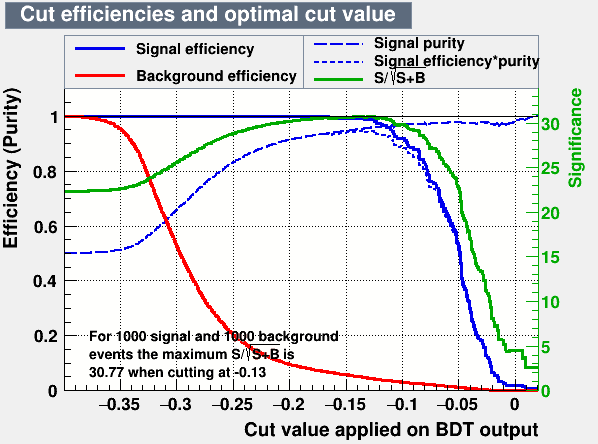 Cut efficiencies and optimal cut value
Signal efficiency
Background efficiency
Signal purity
Signal efficiency*purity
S/√S+B
Efficiency (Purity)
1
0.8
0.6
0.4
0.2
0
30
25
20
15
10
5
0
Significance
For 1000 signal and 1000 background
events the maximum S/√S+B is
30.77 when cutting at -0.13
−0.35 −0.3 −0.25 −0.2 −0.15 −0.1 −0.05 0
Cut value applied on BDT output